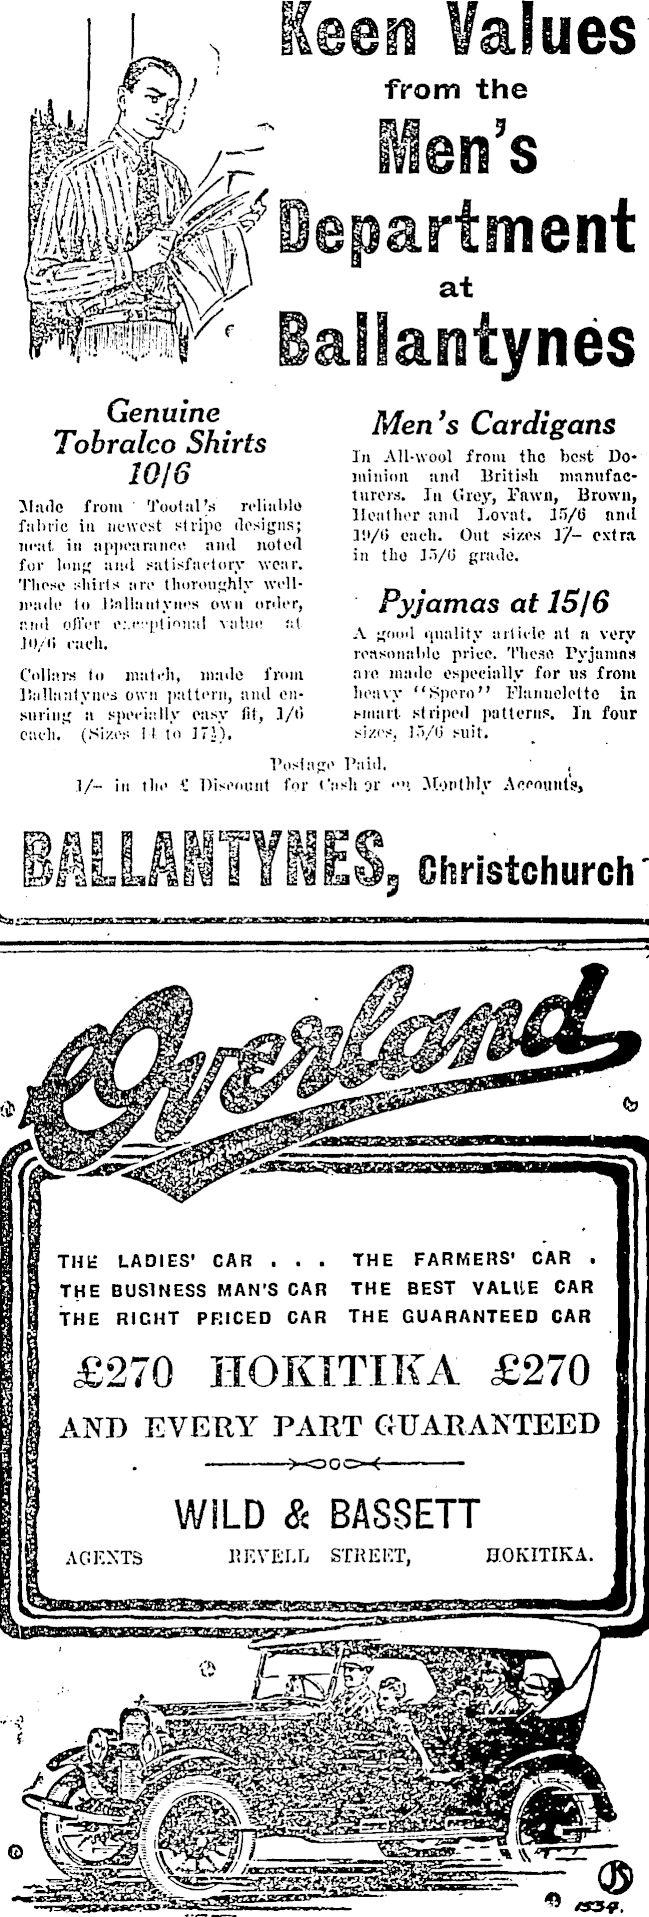 Keen Values
from the
Men's
Department
at
Ballantynes
Genuine
Tobralco Shirts
10/6
Made from Tootal's reliable
fabric in newest stripe designs;
neat in appearance and noted
for long and satisfactory wear.
These shirts are thoroughly well-
made to Ballantynes own order,
and offer exceptional value at
10/6 each.
Collars to match, made from
Ballantynes own pattern, and en-
suring a specially easy fit, 1/6
each. (Sizes 14 to 17½).
Men's Cardigans
In All-wool from the best Do-
minion and British manufac-
turers. In Grey, Fawn, Brown,
Heather and Lovat. 15/6 and
19/6 each. Out sizes 1/- extra
in the 15/6 grade.
Pyjamas at 15/6
A good quality article at a very
reasonable price. These Pyjamas
are made especially for us from
heavy "Spero" Flannelette in
smart striped patterns. In four
sizes, 15/6 suit.
Postage Paid.
1/- in the £ Discount for Cash or on Monthly Accounts,
BALLANTYNES, Christchurch
Overland
THE LADIES' CAR . . . THE FARMERS' CAR .
THE BUSINESS MAN'S CAR THE BEST VALUE CAR
THE RIGHT PRICED CAR THE GUARANTEED CAR
£270 HOKITIKA £270
AND EVERY PART GUARANTEED
WILD & BASSETT
AGENTS REVELL STREET, HOKITIKA.
JS
1534.